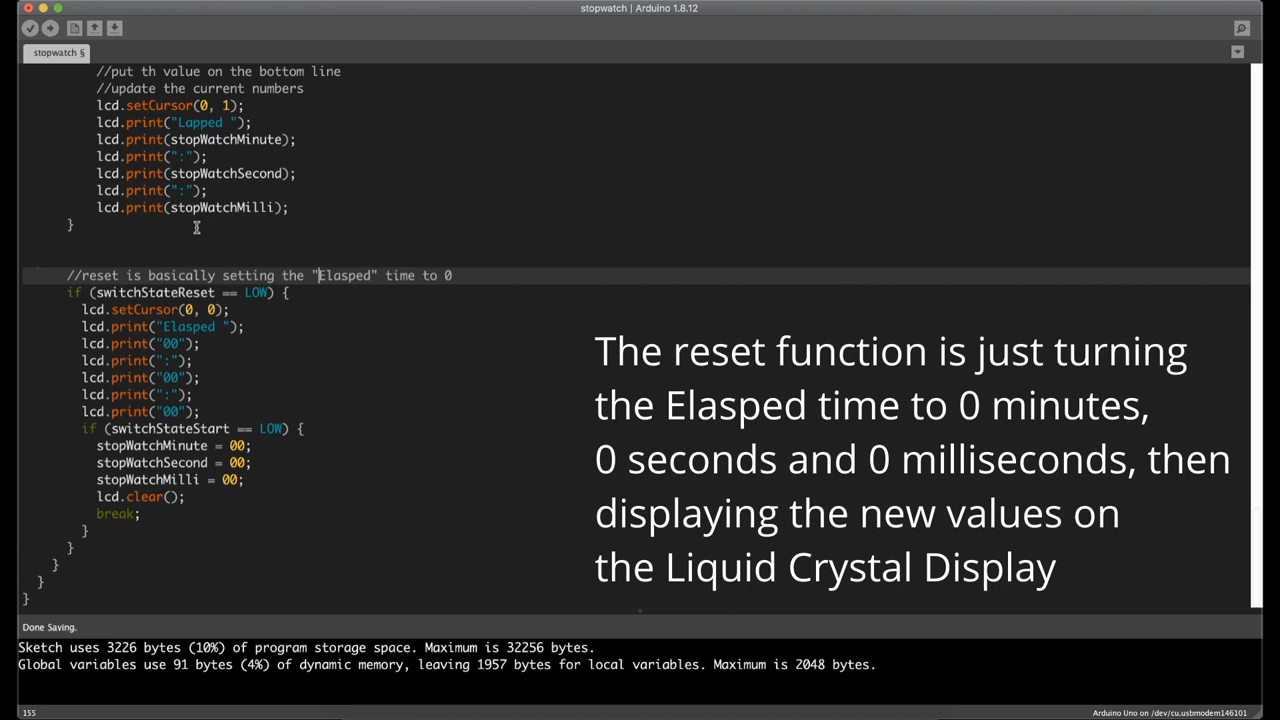 stopwatch | Arduino 1.8.12
stopwatch §
//put th value on the bottom line
//update the current numbers
lcd.setCursor(0, 1);
lcd.print("Lapped ");
lcd.print(stopWatchMinute);
lcd.print(":");
lcd.print(stopWatchSecond);
lcd.print(":");
lcd.print(stopWatchMilli);
}
//reset is basically setting the "Elasped" time to 0
if (switchStateReset == LOW) {
lcd.setCursor(0, 0);
lcd.print("Elasped ");
lcd.print("00");
lcd.print(":");
lcd.print("00");
lcd.print(":");
lcd.print("00");
if (switchStateStart == LOW) {
stopWatchMinute = 00;
stopWatchSecond = 00;
stopWatchMilli = 00;
lcd.clear();
break;
}
}
}
}
}
The reset function is just turning
the Elasped time to 0 minutes,
0 seconds and 0 milliseconds, then
displaying the new values on
the Liquid Crystal Display
Done Saving.
Sketch uses 3226 bytes (10%) of program storage space. Maximum is 32256 bytes.
Global variables use 91 bytes (4%) of dynamic memory, leaving 1957 bytes for local variables. Maximum is 2048 bytes.
155
Arduino Uno on /dev/cu.usbmodem146101